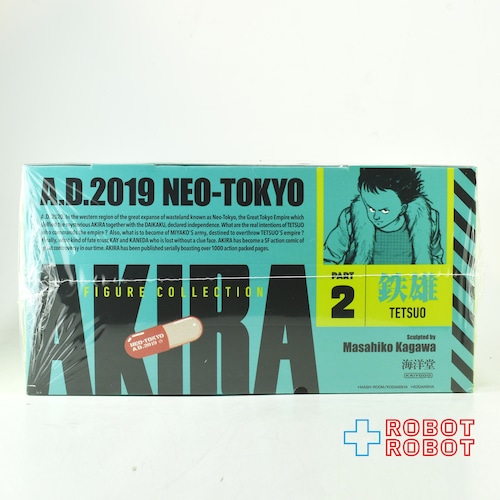 A.D.2019 NEO-TOKYO
A.D.2020. In the western region of the great expanse of wasteland known as Neo-Tokyo, the Great Tokyo Empire which
mysterious AKIRA together with the DAIKAKU, declared independence. What are the real intentions of TETSUO
who commands the empire ? Also, what is to become of MIYAKO'S army, destined to overthrow TETSUO'S empire ?
Finally, what kind of fate must KAY and KANEDA who is lost without a clue face. AKIRA has become a SF action comic of
controversy in our time. AKIRA has been published serially boasting over 1000 action packed pages.
AKIRA
FIGURE COLLECTION
NEO-TOKYO
A.D.2019
PART
2
鉄雄
TETSUO
Sculpted by
Masahiko Kagawa
海洋堂
KAIYODO
ROBOT
ROBOT